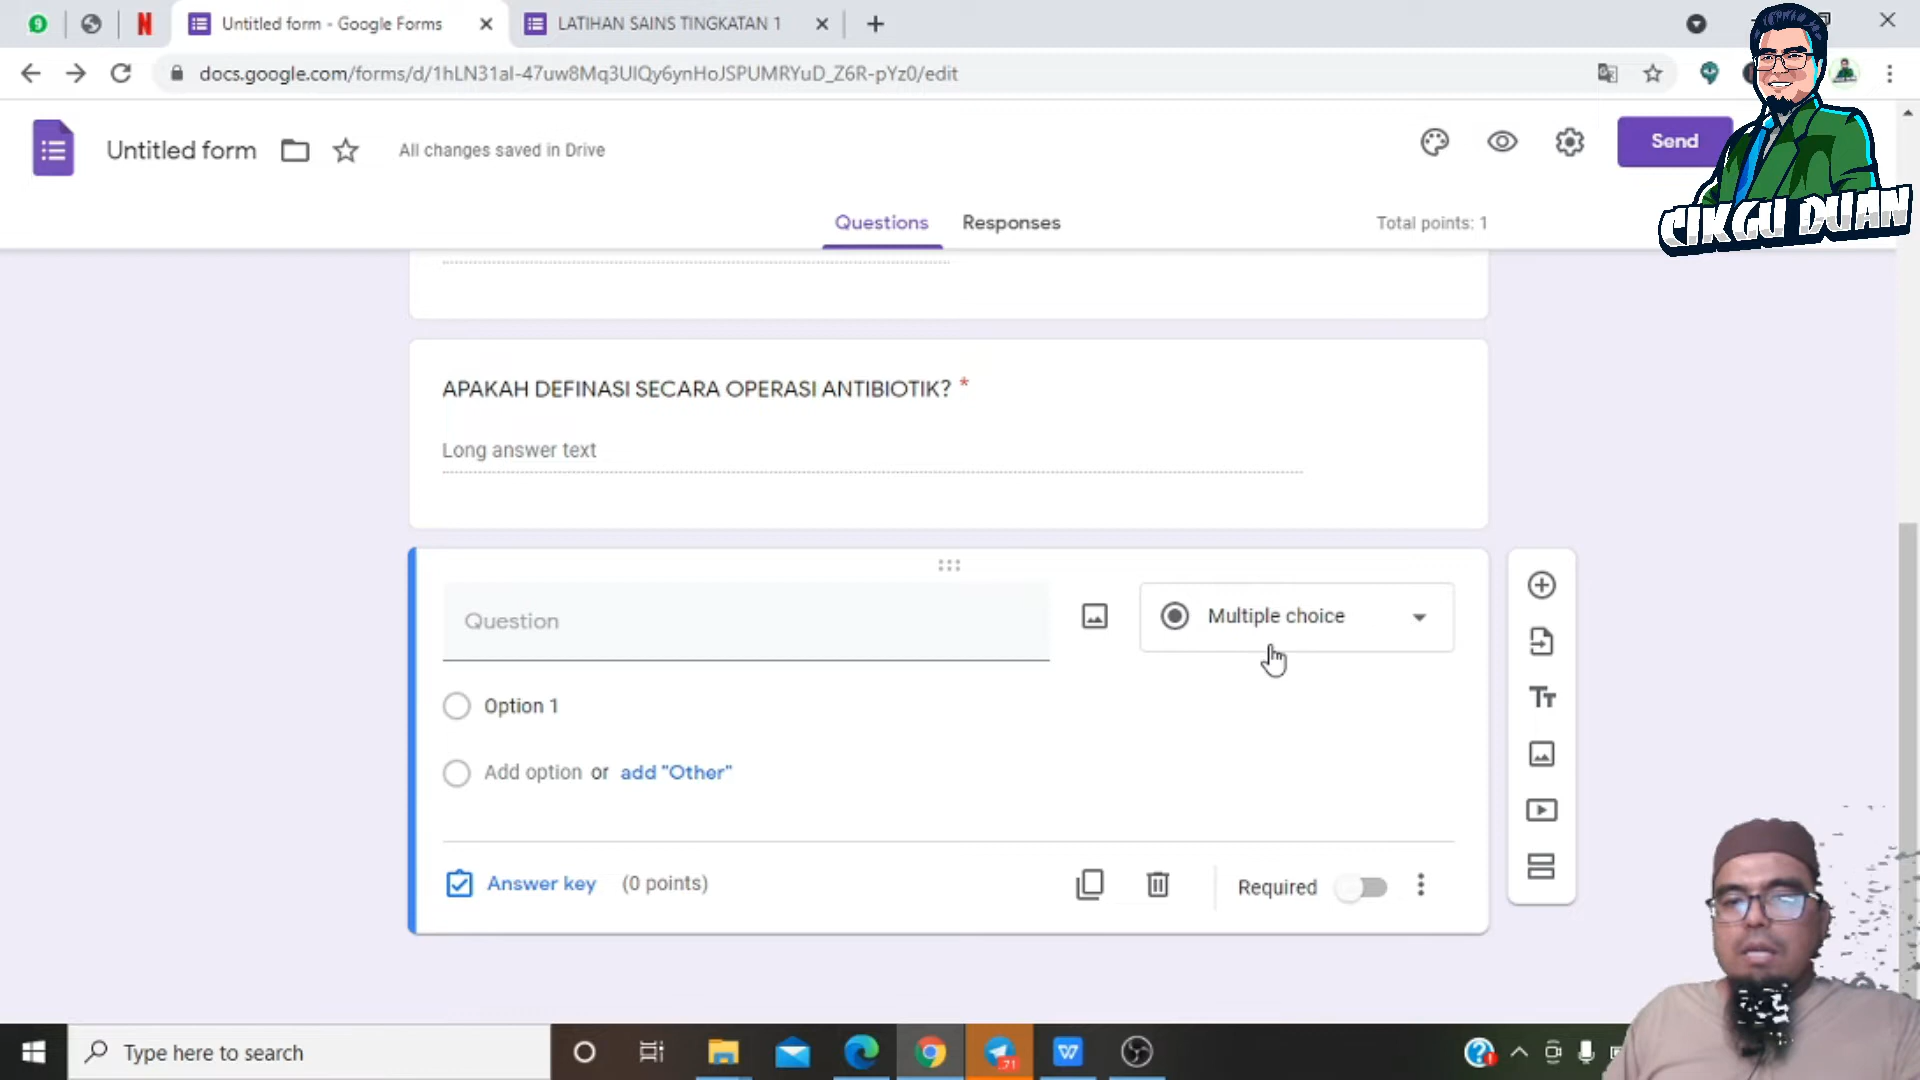 Untitled form - Google Forms
LATIHAN SAINS TINGKATAN 1
docs.google.com/forms/d/1hLN31aI-47uw8Mq3UlQy6ynHoJSPUMRYuD_Z6R-pYz0/edit
Untitled form
All changes saved in Drive
Send
CIKGU DUAN
Questions
Responses
Total points: 1
APAKAH DEFINASI SECARA OPERASI ANTIBIOTIK? *
Long answer text
Question
Multiple choice
Option 1
Add option or add "Other"
Answer key (0 points)
Required
Type here to search
71